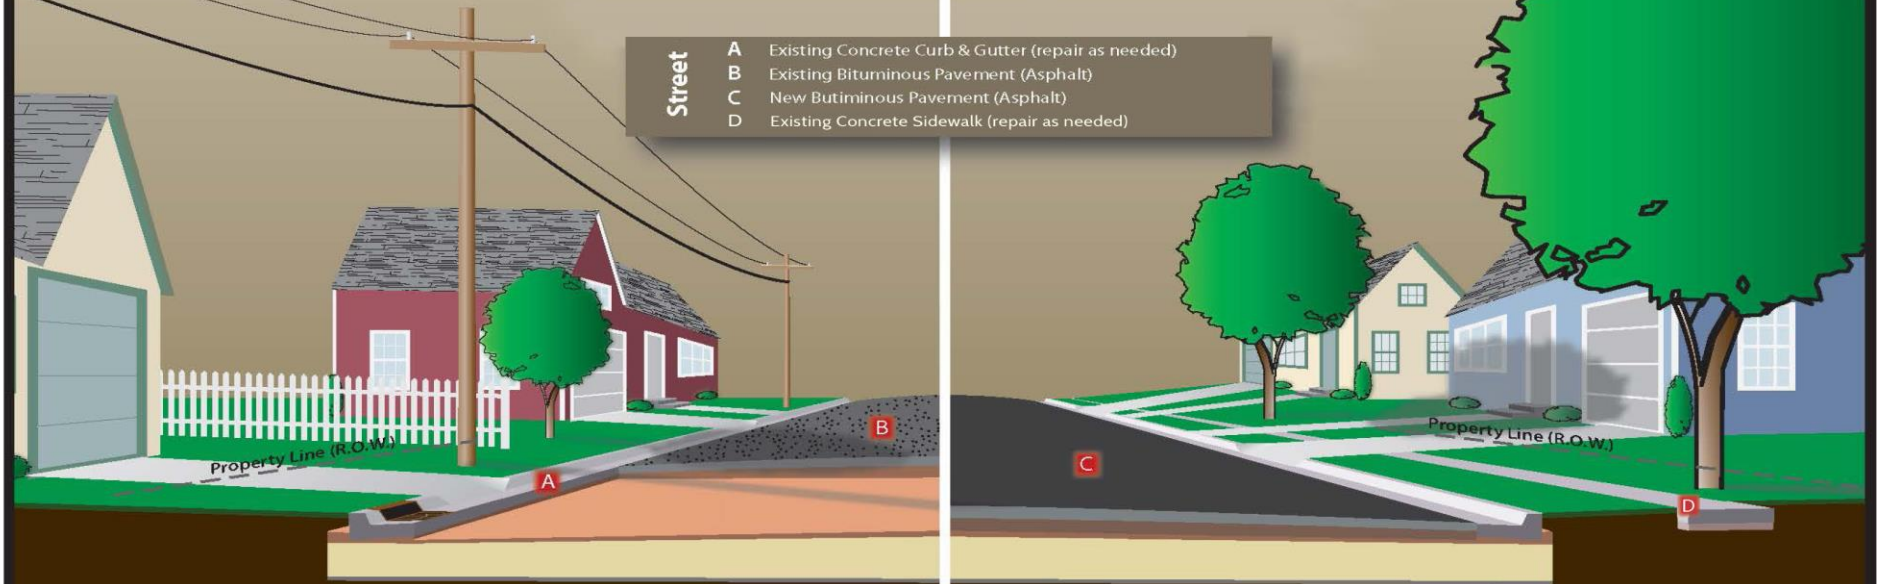 Street
A Existing Concrete Curb & Gutter (repair as needed)
B Existing Bituminous Pavement (Asphalt)
C New Butiminous Pavement (Asphalt)
D Existing Concrete Sidewalk (repair as needed)
Property Line (R.O.W.)
A
B
C
Property Line (R.O.W.)
D